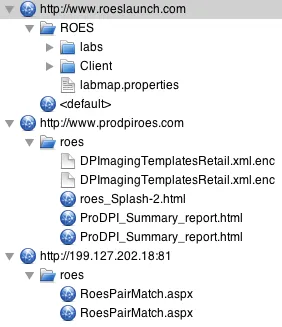 http://www.roeslaunch.com
ROES
labs
Client
labmap.properties
<default>
http://www.prodpiroes.com
roes
DPImagingTemplatesRetail.xml.enc
DPImagingTemplatesRetail.xml.enc
roes_Splash-2.html
ProDPI_Summary_report.html
ProDPI_Summary_report.html
http://199.127.202.18:81
roes
RoesPairMatch.aspx
RoesPairMatch.aspx